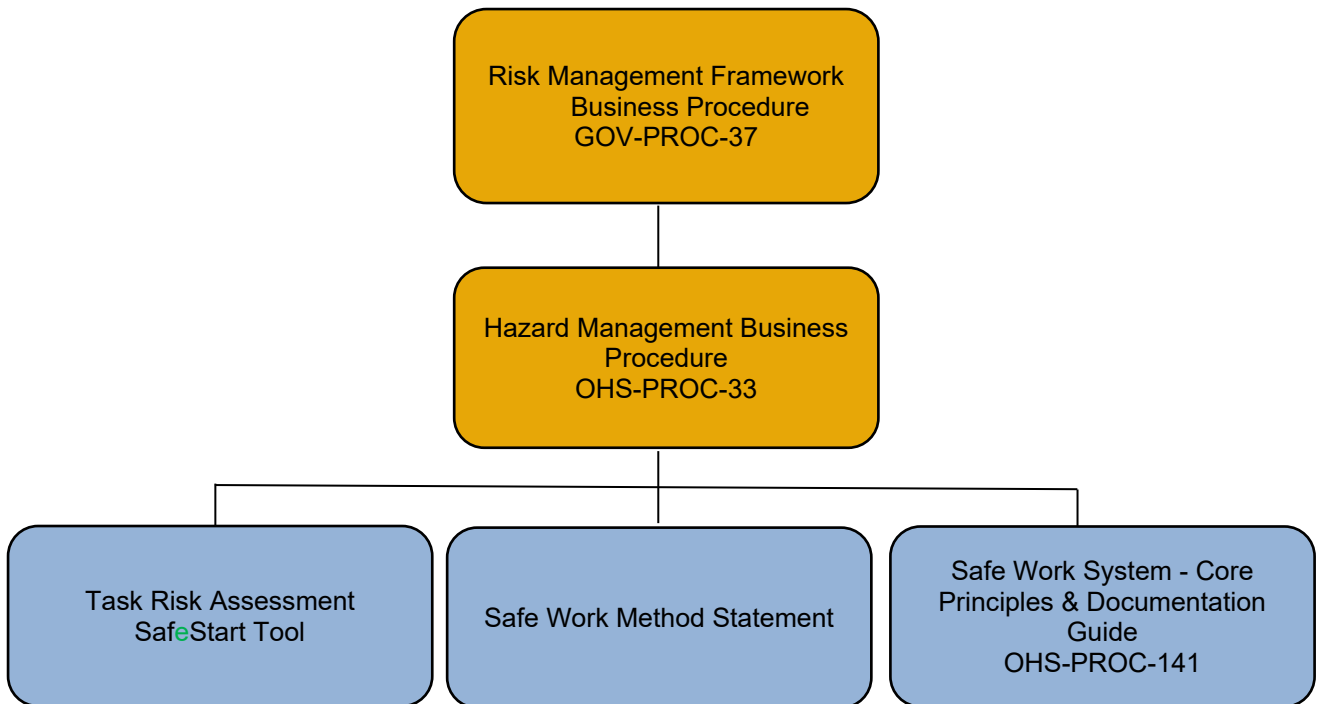 Risk Management Framework
Business Procedure
GOV-PROC-37
Hazard Management Business
Procedure
OHS-PROC-33
Task Risk Assessment
SafeStart Tool
Safe Work Method Statement
Safe Work System - Core
Principles & Documentation
Guide
OHS-PROC-141